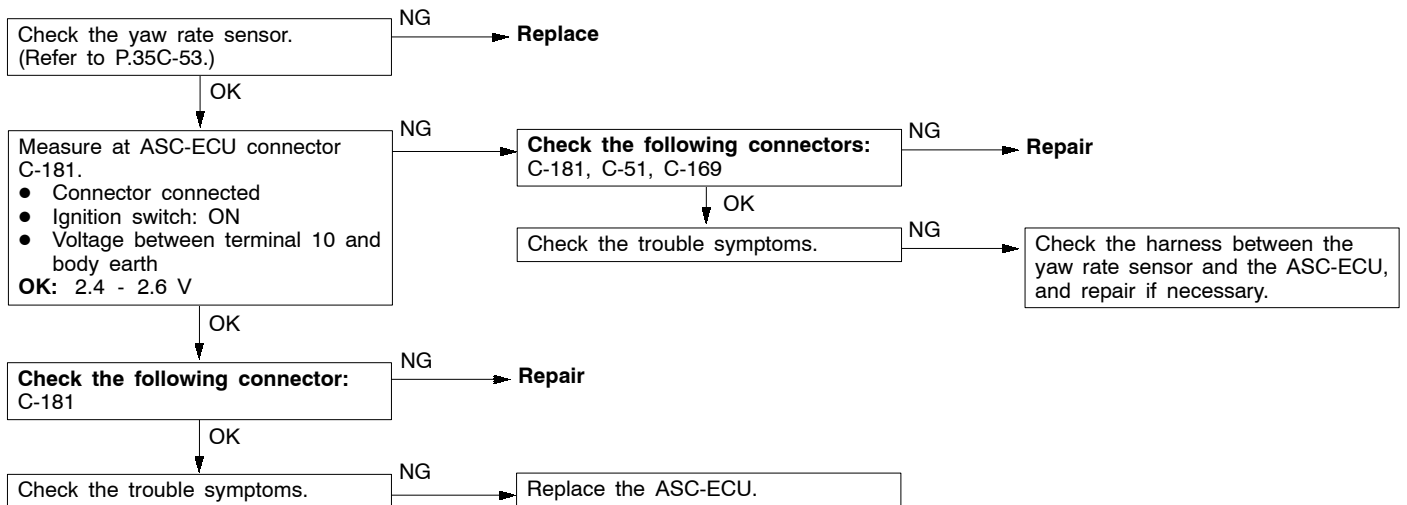 Check the yaw rate sensor.
(Refer to P.35C-53.)
NG
Replace
OK
Measure at ASC-ECU connector
C-181.
● Connector connected
● Ignition switch: ON
● Voltage between terminal 10 and
body earth
OK: 2.4 - 2.6 V
NG
Check the following connectors:
C-181, C-51, C-169
NG
Repair
OK
Check the trouble symptoms.
NG
Check the harness between the
yaw rate sensor and the ASC-ECU,
and repair if necessary.
OK
Check the following connector:
C-181
NG
Repair
OK
Check the trouble symptoms.
NG
Replace the ASC-ECU.